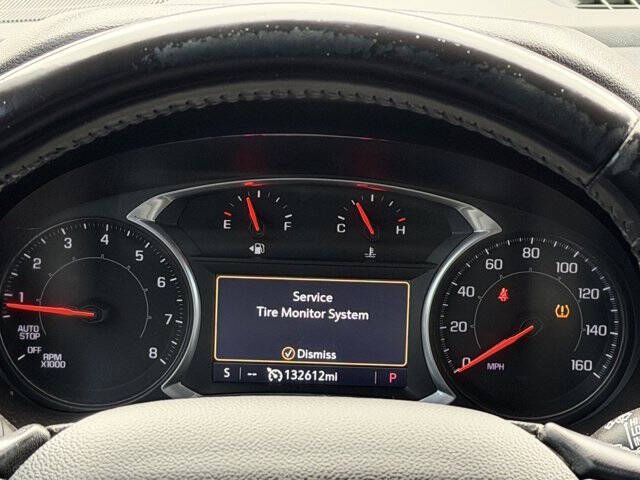 E F
C H
1 2 3 4 5 6 7 8
AUTO
STOP
OFF
RPM
X1000
Service
Tire Monitor System
Dismiss
S -- 132612mi P
0 20 40 60 80 100 120 140 160
MPH